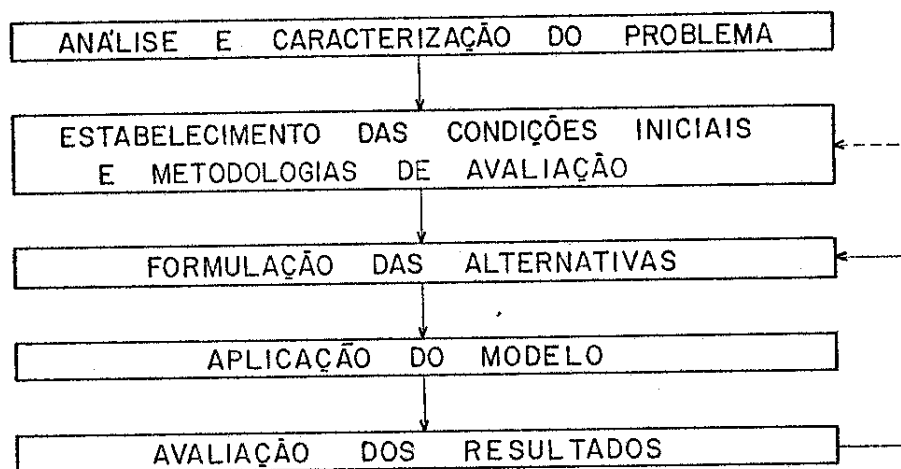 ANÁLISE E CARACTERIZAÇÃO DO PROBLEMA
ESTABELECIMENTO DAS CONDIÇÕES INICIAIS
E METODOLOGIAS DE AVALIAÇÃO
FORMULAÇÃO DAS ALTERNATIVAS
APLICAÇÃO DO MODELO
AVALIAÇÃO DOS RESULTADOS